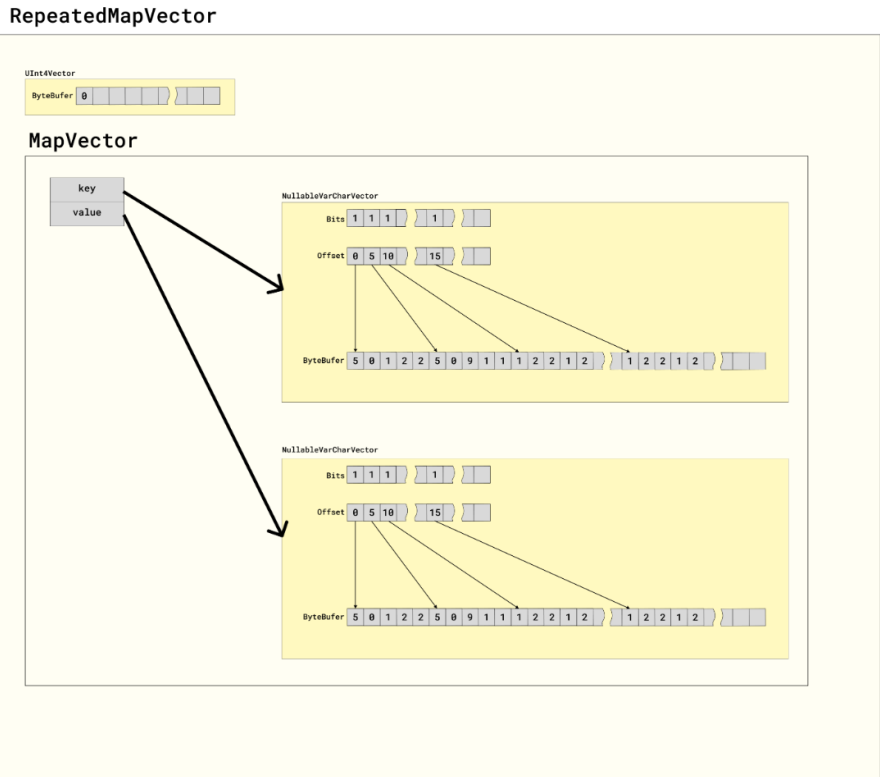 RepeatedMapVector
UInt4Vector
ByteBufer 0
MapVector
key
value
NullableVarCharVector
Bits 1 1 1 1
Offset 0 5 10 15
ByteBufer 5 0 1 2 2 5 0 9 1 1 1 2 2 1 2 1 2 2 1 2
NullableVarCharVector
Bits 1 1 1 1
Offset 0 5 10 15
ByteBufer 5 0 1 2 2 5 0 9 1 1 1 2 2 1 2 1 2 2 1 2